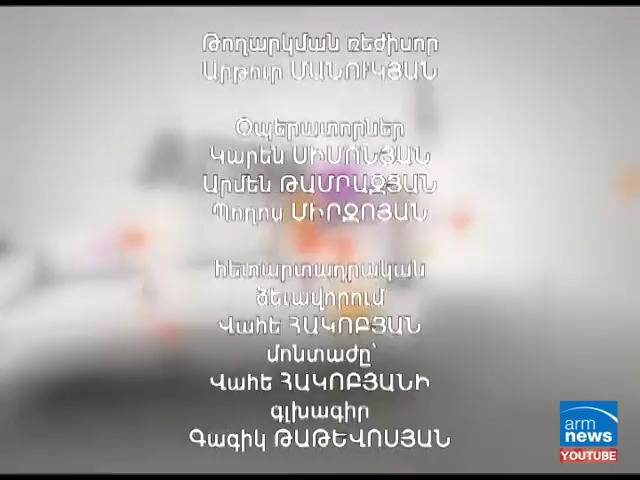 Թողարկման ռեժիսոր
Արթուր ՄԱՆՈՒԿՅԱՆ
Օպերատորներ
Կարեն ՍԻՄՈՆՅԱՆ
Արմեն ԹԱՄՐԱԶՅԱՆ
Պողոս ՄԻՐԶՈՅԱՆ
հետարտադրական
ձեւավորում
Վահե ՀԱԿՈԲՅԱՆ
մոնտաժը՝
Վահե ՀԱԿՈԲՅԱՆԻ
գլխագիր
Գագիկ ԹԱԹԵՎՈՍՅԱՆ
arm
news
YOUTUBE